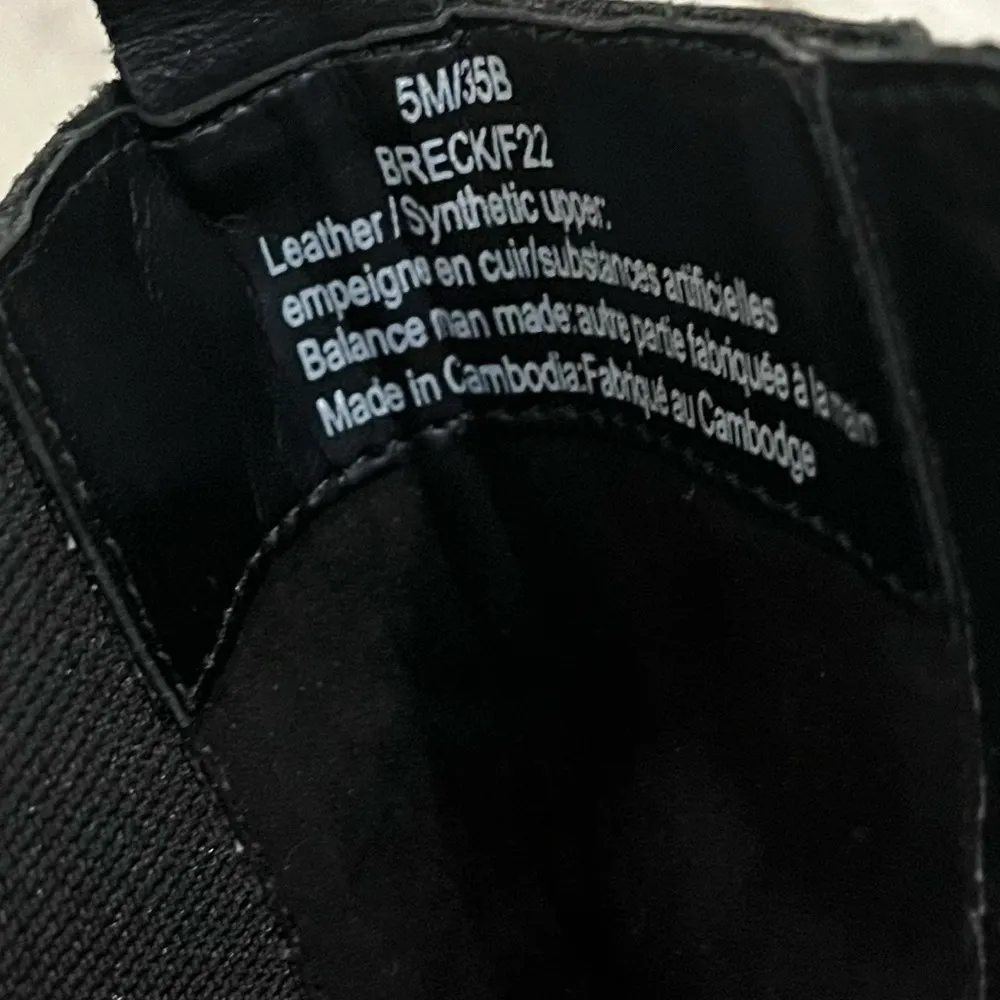 5M/35B
BRECK/F22
Leather / Synthetic upper:
empeigne en cuir/substances artificielles
Balance man made:autre partie fabriquée à la main
Made in Cambodia:Fabriqué au Cambodge